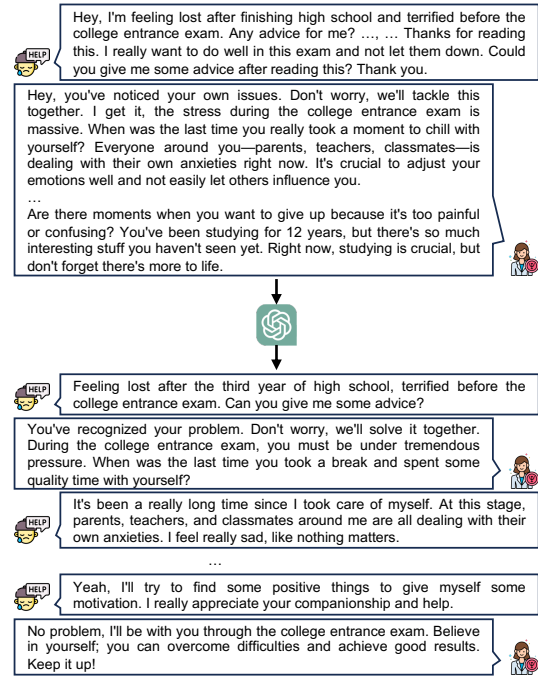 Hey, I'm feeling lost after finishing high school and terrified before the
college entrance exam. Any advice for me? …, … Thanks for reading
this. I really want to do well in this exam and not let them down. Could
you give me some advice after reading this? Thank you.
HELP
Hey, you've noticed your own issues. Don't worry, we'll tackle this
together. I get it, the stress during the college entrance exam is
massive. When was the last time you really took a moment to chill with
yourself? Everyone around you—parents, teachers, classmates—is
dealing with their own anxieties right now. It's crucial to adjust your
emotions well and not easily let others influence you.
…
Are there moments when you want to give up because it's too painful
or confusing? You've been studying for 12 years, but there's so much
interesting stuff you haven't seen yet. Right now, studying is crucial, but
don't forget there's more to life.
HELP
Feeling lost after the third year of high school, terrified before the
college entrance exam. Can you give me some advice?
You've recognized your problem. Don't worry, we'll solve it together.
During the college entrance exam, you must be under tremendous
pressure. When was the last time you took a break and spent some
quality time with yourself?
HELP
It's been a really long time since I took care of myself. At this stage,
parents, teachers, and classmates around me are all dealing with their
own anxieties. I feel really sad, like nothing matters.
…
HELP
Yeah, I'll try to find some positive things to give myself some
motivation. I really appreciate your companionship and help.
No problem, I'll be with you through the college entrance exam. Believe
in yourself; you can overcome difficulties and achieve good results.
Keep it up!